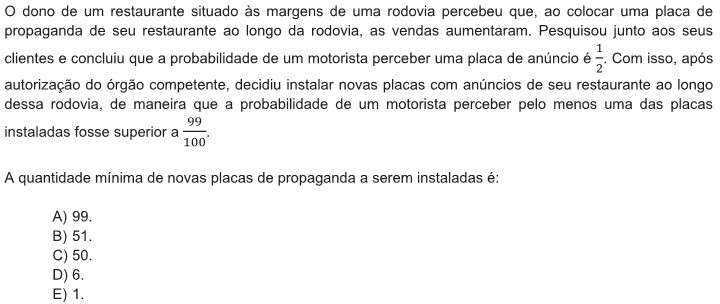 O dono de um restaurante situado às margens de uma rodovia percebeu que, ao colocar uma placa de
propaganda de seu restaurante ao longo da rodovia, as vendas aumentaram. Pesquisou junto aos seus
clientes e concluiu que a probabilidade de um motorista perceber uma placa de anúncio é 1/2. Com isso, após
autorização do órgão competente, decidiu instalar novas placas com anúncios de seu restaurante ao longo
dessa rodovia, de maneira que a probabilidade de um motorista perceber pelo menos uma das placas
instaladas fosse superior a 99/100.
A quantidade mínima de novas placas de propaganda a serem instaladas é:
A) 99.
B) 51.
C) 50.
D) 6.
E) 1.